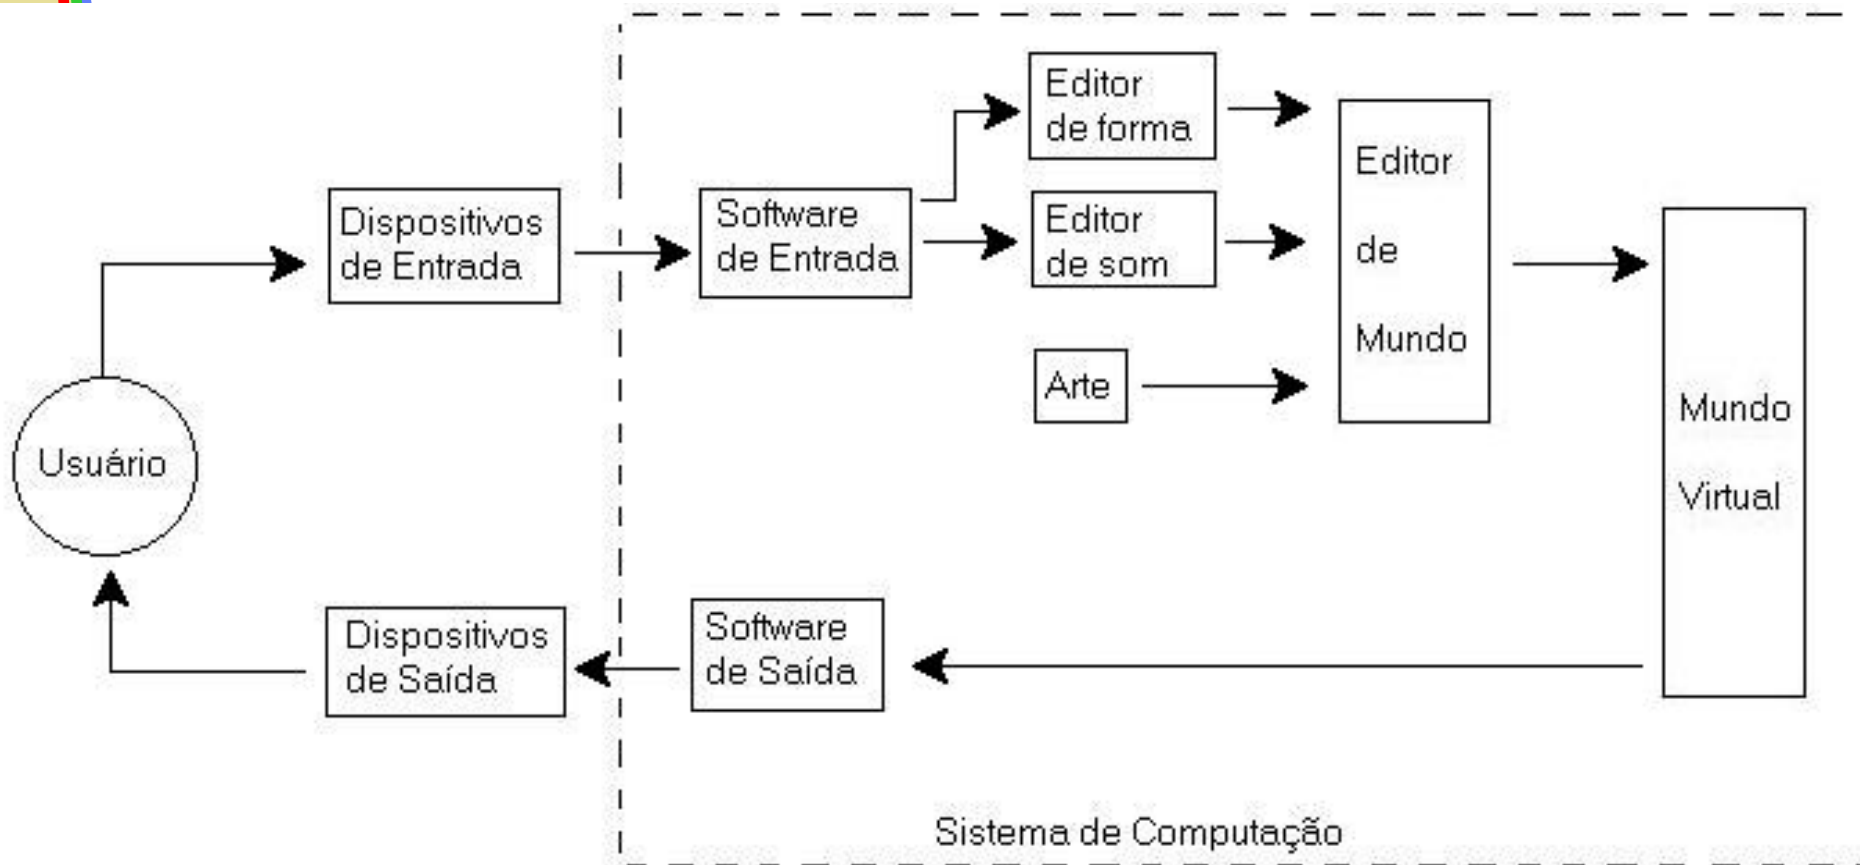 Editor
de forma
Dispositivos
de Entrada
Software
de Entrada
Editor
de som
Editor
de
Mundo
Arte
Usuário
Mundo
Virtual
Dispositivos
de Saída
Software
de Saída
Sistema de Computação